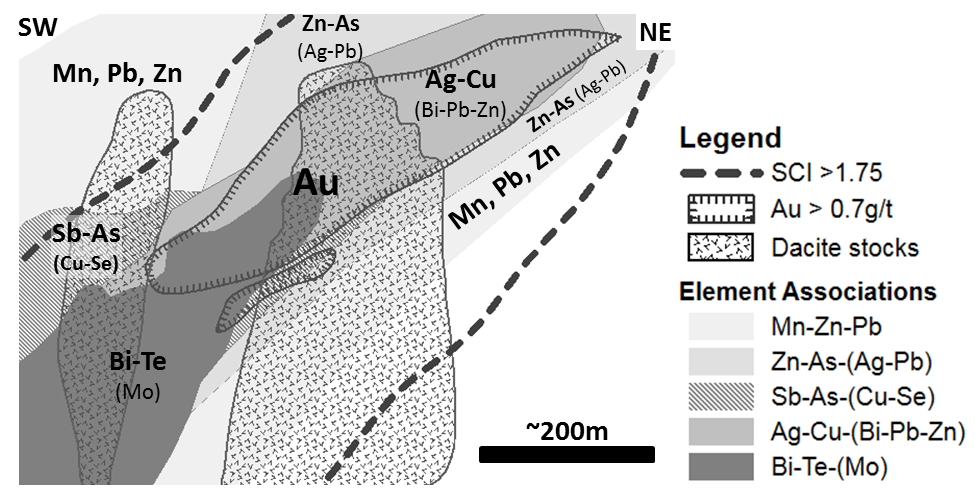 SW
NE
Zn-As
(Ag-Pb)
Mn, Pb, Zn
Ag-Cu
(Bi-Pb-Zn)
Zn-As (Ag-Pb)
Au
Mn, Pb, Zn
Sb-As
(Cu-Se)
Bi-Te
(Mo)
~200m
Legend
SCI >1.75
Au > 0.7g/t
Dacite stocks
Element Associations
Mn-Zn-Pb
Zn-As-(Ag-Pb)
Sb-As-(Cu-Se)
Ag-Cu-(Bi-Pb-Zn)
Bi-Te-(Mo)